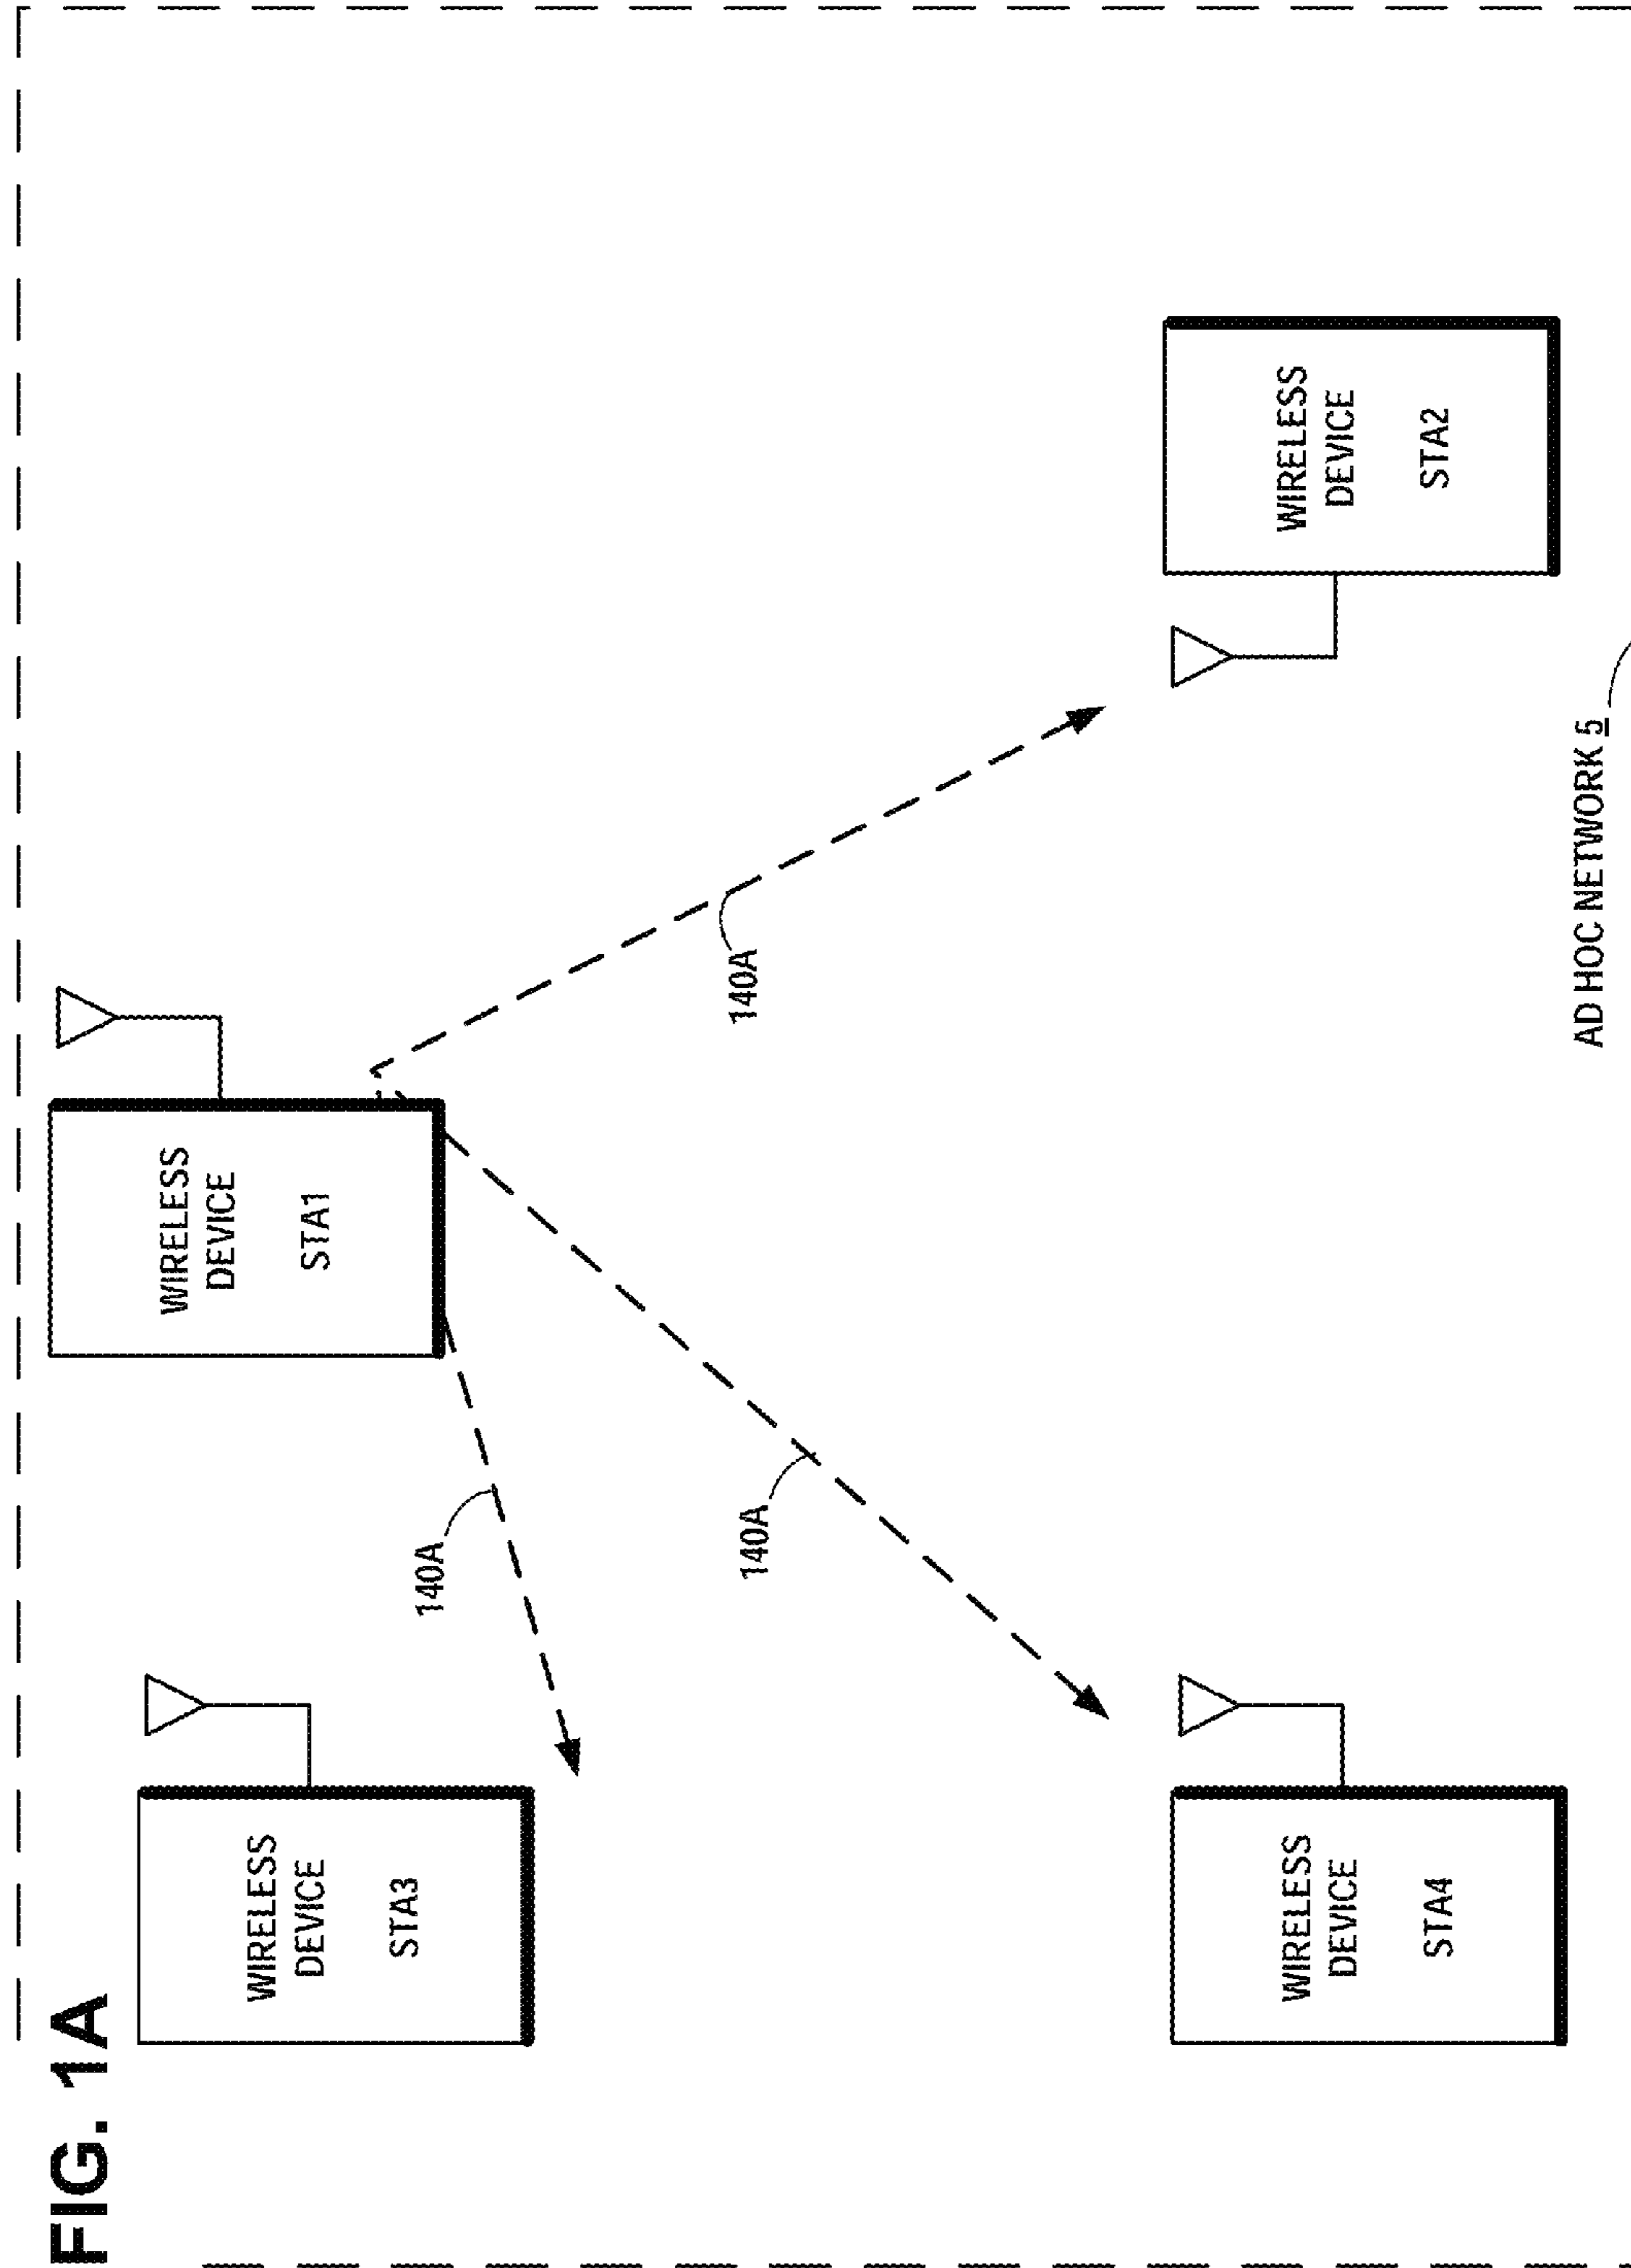 FIG. 1A
WIRELESS
DEVICE
STA3
WIRELESS
DEVICE
STA1
140A
140A
140A
WIRELESS
DEVICE
STA4
WIRELESS
DEVICE
STA2
AD HOC NETWORK 5